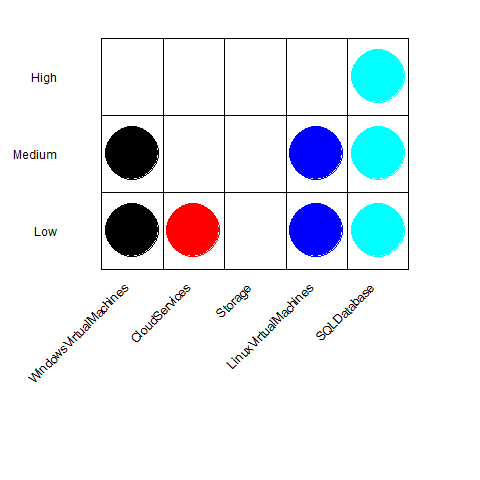 High
Medium
Low
WindowsVirtualMachines
CloudServices
Storage
LinuxVirtualMachines
SQLDatabase